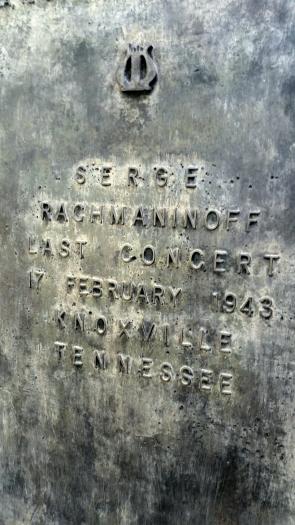 SERGE
RACHMANINOFF
LAST CONCERT
17 FEBRUARY 1943
KNOXVILLE
TENNESSEE